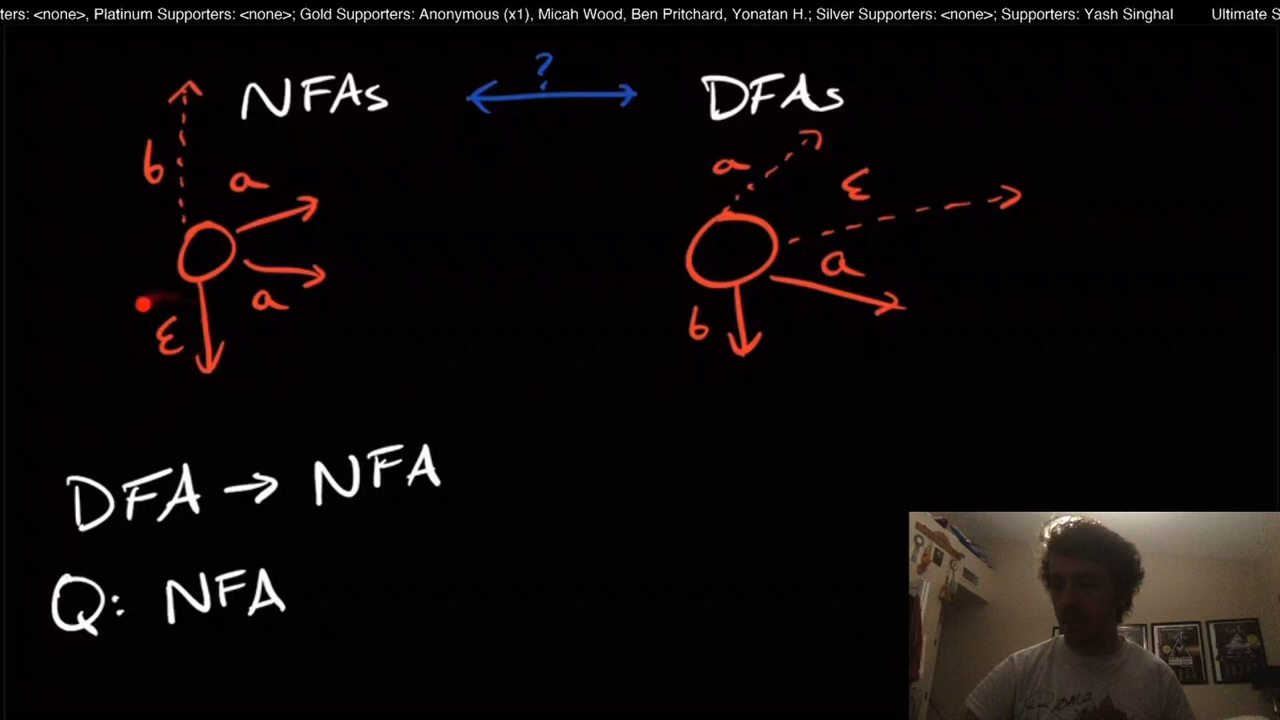 ters: <none>, Platinum Supporters: <none>; Gold Supporters: Anonymous (x1), Micah Wood, Ben Pritchard, Yonatan H.; Silver Supporters: <none>; Supporters: Yash Singhal Ultimate S
NFAs ? DFAs
b a
a
ε
a ε
a
b
DFA → NFA
Q: NFA
Roma